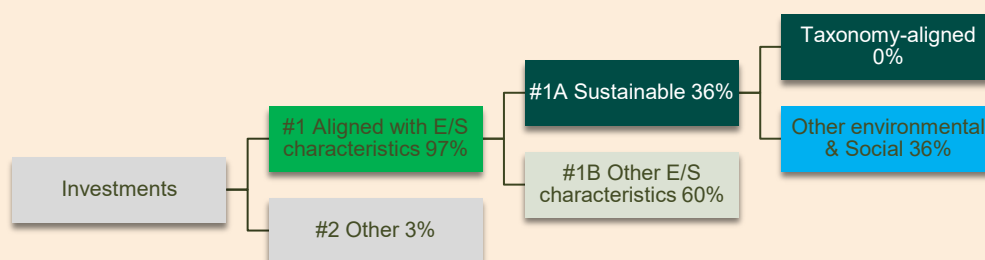 Investments
#1 Aligned with E/S
characteristics 97%
#2 Other 3%
#1A Sustainable 36%
#1B Other E/S
characteristics 60%
Taxonomy-aligned
0%
Other environmental
& Social 36%